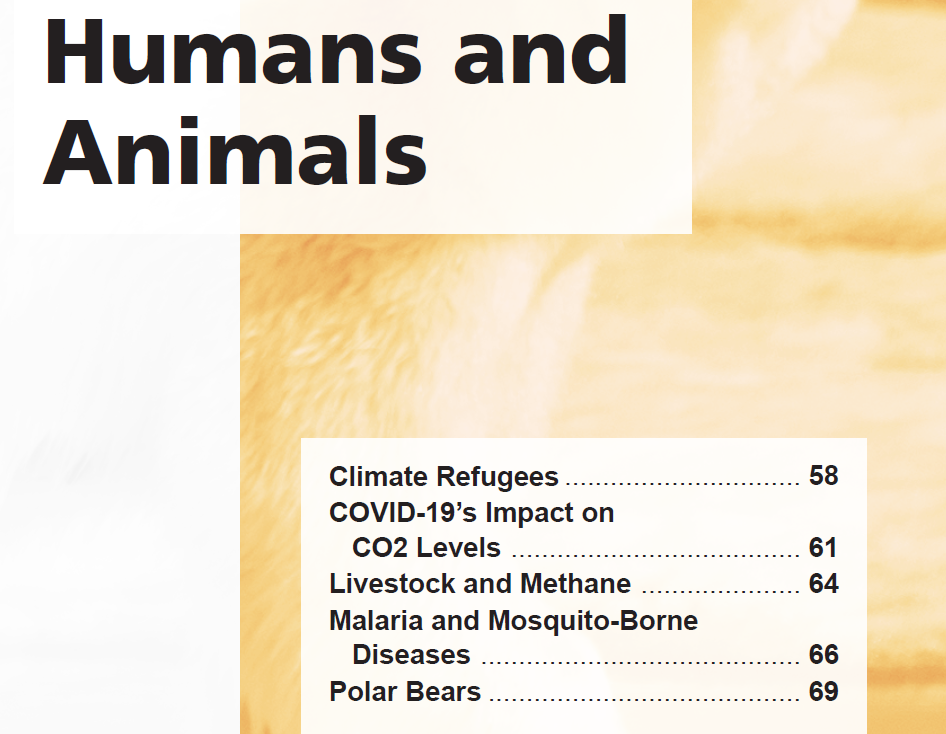 Humans and
Animals
Climate Refugees .............................. 58
COVID-19’s Impact on
CO2 Levels ..................................... 61
Livestock and Methane ..................... 64
Malaria and Mosquito-Borne
Diseases ......................................... 66
Polar Bears ........................................ 69